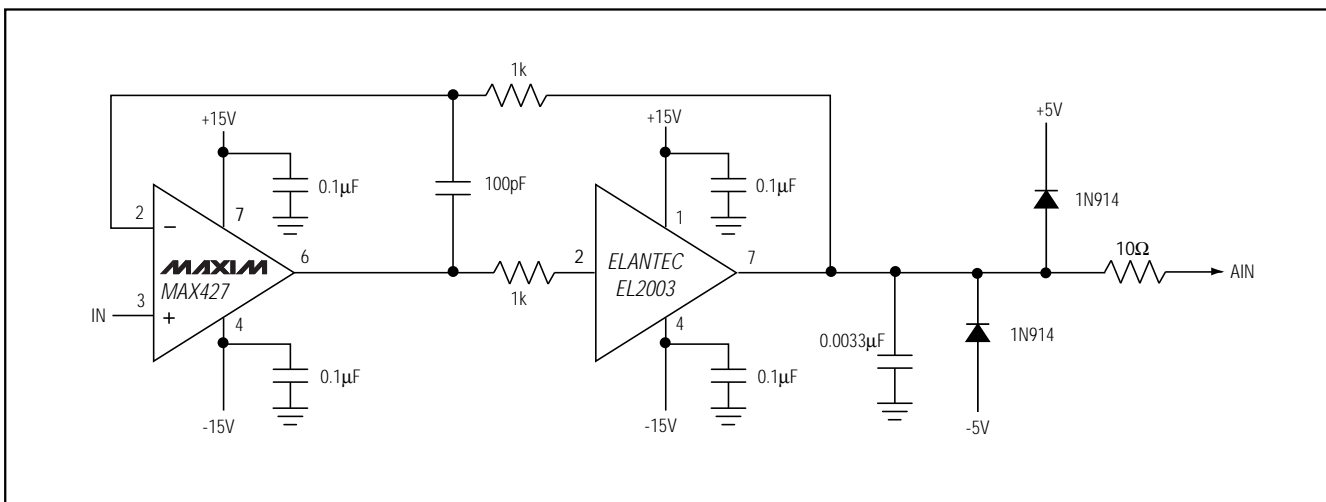 1k
+15V
+15V
+5V
0.1µF
100pF
0.1µF
1N914
2
7
1
−
MAXIM
MAX427
6
2
ELANTEC
EL2003
7
10Ω
AIN
IN
3
+
4
1k
4
0.0033µF
1N914
0.1µF
0.1µF
-15V
-15V
-5V